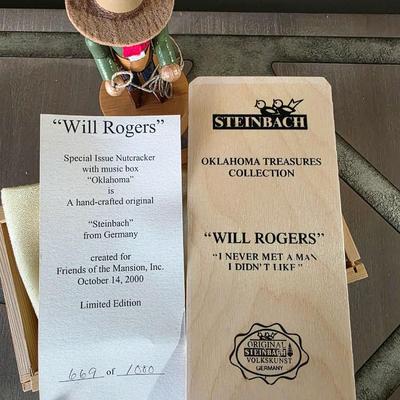 "Will Rogers"
Special Issue Nutcracker
with music box
"Oklahoma"
is
A hand-crafted original
"Steinbach"
from Germany
created for
Friends of the Mansion, Inc.
October 14, 2000
Limited Edition
669 of 1000
STEINBACH
OKLAHOMA TREASURES
COLLECTION
"WILL ROGERS"
"I NEVER MET A MAN
I DIDN'T LIKE"
ORIGINAL
STEINBACH
VOLKSKUNST
GERMANY